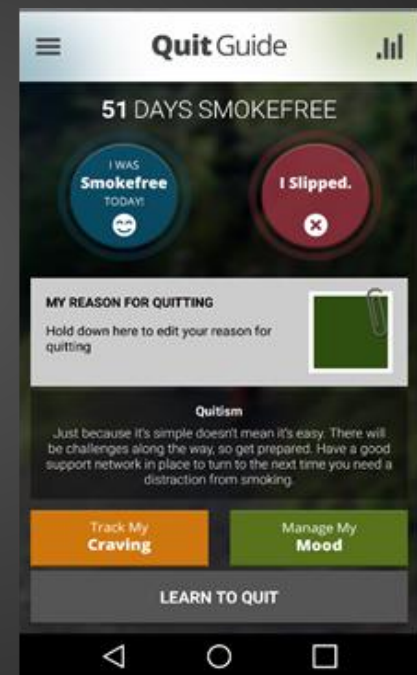 Quit Guide
51 DAYS SMOKEFREE
I WAS
Smokefree
TODAY!
I Slipped.
MY REASON FOR QUITTING
Hold down here to edit your reason for
quitting
Quitism
Just because it's simple doesn't mean it's easy. There will
be challenges along the way, so get prepared. Have a good
support network in place to turn to the next time you need a
distraction from smoking.
Track My
Craving
Manage My
Mood
LEARN TO QUIT